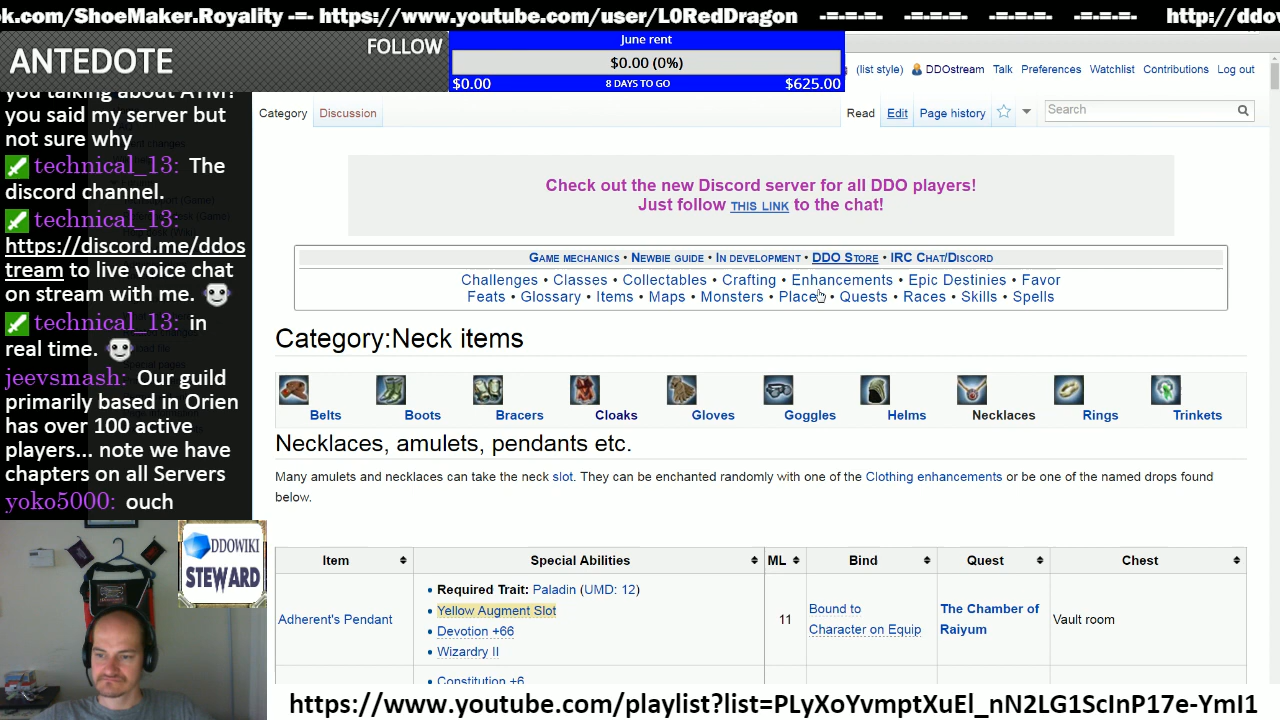 ok.com/ShoeMaker.Royality -=- https://www.youtube.com/user/L0RedDragon -=-=-=- -=-=-=- -=-=-=- -=-=-=- http://ddo
ANTEDOTE
FOLLOW
June rent
$0.00 (0%)
$0.00 8 DAYS TO GO $625.00
(list style) DDOstream Talk Preferences Watchlist Contributions Log out
you talking about
you said my server but
not sure why
technical_13: The
discord channel.
technical_13:
https://discord.me/ddos
tream to live voice chat
on stream with me.
technical_13: in
real time.
jeevsmash: Our guild
primarily based in Orien
has over 100 active
players... note we have
chapters on all Servers
yoko5000: ouch
Category Discussion Read Edit Page history Search
Check out the new Discord server for all DDO players!
Just follow THIS LINK to the chat!
GAME MECHANICS • NEWBIE GUIDE • IN DEVELOPMENT • DDO STORE • IRC CHAT/DISCORD
Challenges • Classes • Collectables • Crafting • Enhancements • Epic Destinies • Favor
Feats • Glossary • Items • Maps • Monsters • Places • Quests • Races • Skills • Spells
Category:Neck items
Belts Boots Bracers Cloaks Gloves Goggles Helms Necklaces Rings Trinkets
Necklaces, amulets, pendants etc.
Many amulets and necklaces can take the neck slot. They can be enchanted randomly with one of the Clothing enhancements or be one of the named drops found
below.
Item Special Abilities ML Bind Quest Chest
Adherent's Pendant
• Required Trait: Paladin (UMD: 12)
• Yellow Augment Slot
• Devotion +66
• Wizardry II
11
Bound to
Character on Equip
The Chamber of
Raiyum
Vault room
• Constitution +6
DDOWIKI
STEWARD
https://www.youtube.com/playlist?list=PLyXoYvmptXuEl_nN2LG1ScInP17e-YmI1